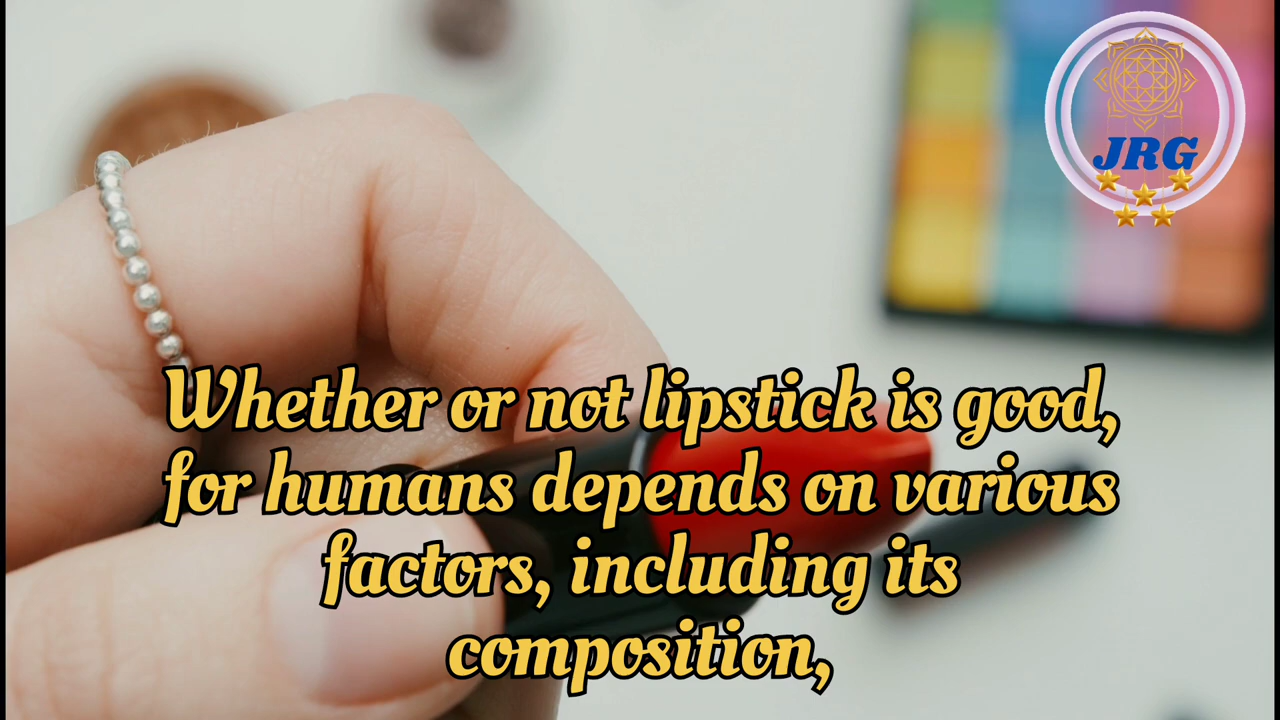 JRG
Whether or not lipstick is good,
for humans depends on various
factors, including its
composition,